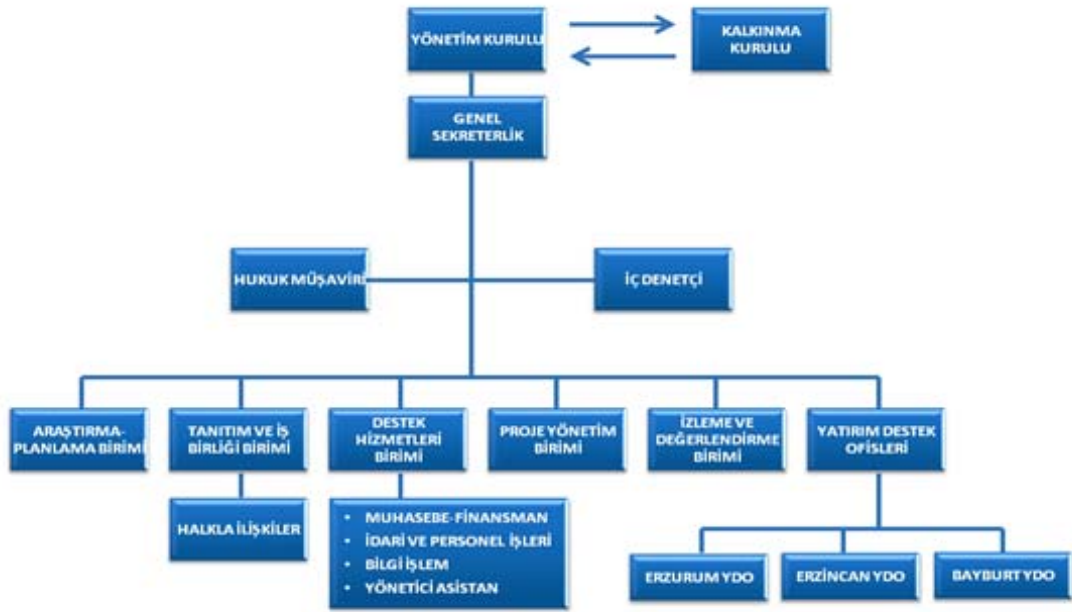 YÖNETİM KURULU
KALKINMA
KURULU
GENEL
SEKRETERLİK
HUKUK MÜŞAVİRİ
İÇ DENETÇİ
ARAŞTIRMA-
PLANLAMA BİRİMİ
TANITIM VE İŞ
BİRLİĞİ BİRİMİ
DESTEK
HİZMETLERİ
BİRİMİ
PROJE YÖNETİM
BİRİMİ
İZLEME VE
DEĞERLENDİRME
BİRİMİ
YATIRIM DESTEK
OFİSLERİ
HALKLA İLİŞKİLER
• MUHASEBE-FİNANSMAN
• İDARİ VE PERSONEL İŞLERİ
• BİLGİ İŞLEM
• YÖNETİCİ ASİSTAN
ERZURUM YDO
ERZİNCAN YDO
BAYBURT YDO